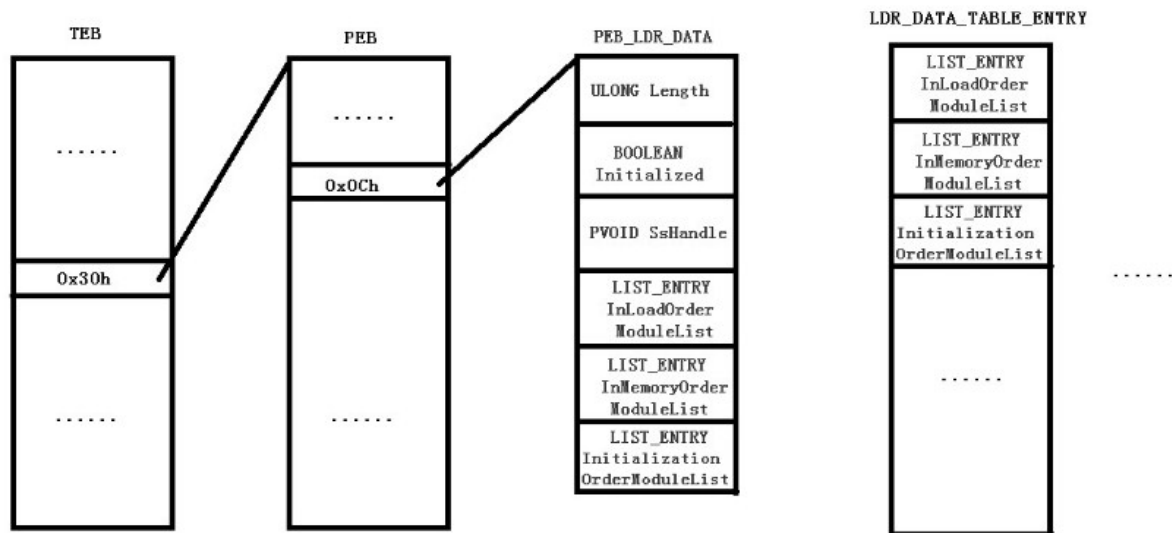 TEB
......
0x30h
......
PEB
......
0x0Ch
PEB_LDR_DATA
ULONG Length
BOOLEAN
Initialized
PVOID SsHandle
LIST_ENTRY
InLoadOrder
ModuleList
LIST_ENTRY
InMemoryOrder
ModuleList
LIST_ENTRY
Initialization
OrderModuleList
LDR_DATA_TABLE_ENTRY
LIST_ENTRY
InLoadOrder
ModuleList
LIST_ENTRY
InMemoryOrder
ModuleList
LIST_ENTRY
Initialization
OrderModuleList
......
......